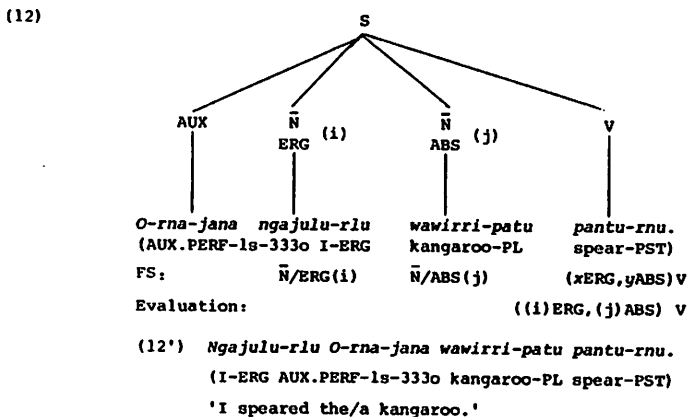 (12)
S
AUX N̄ (i) N̄ (j) V
ERG ABS
O-rna-jana ngajulu-rlu wawirri-patu pantu-rnu.
(AUX.PERF-1s-333o I-ERG kangaroo-PL spear-PST)
FS: N̄/ERG(i) N̄/ABS(j) (xERG,yABS)V
Evaluation: ((i)ERG,(j)ABS) V
(12') Ngajulu-rlu O-rna-jana wawirri-patu pantu-rnu.
(I-ERG AUX.PERF-1s-333o kangaroo-PL spear-PST)
'I speared the/a kangaroo.'